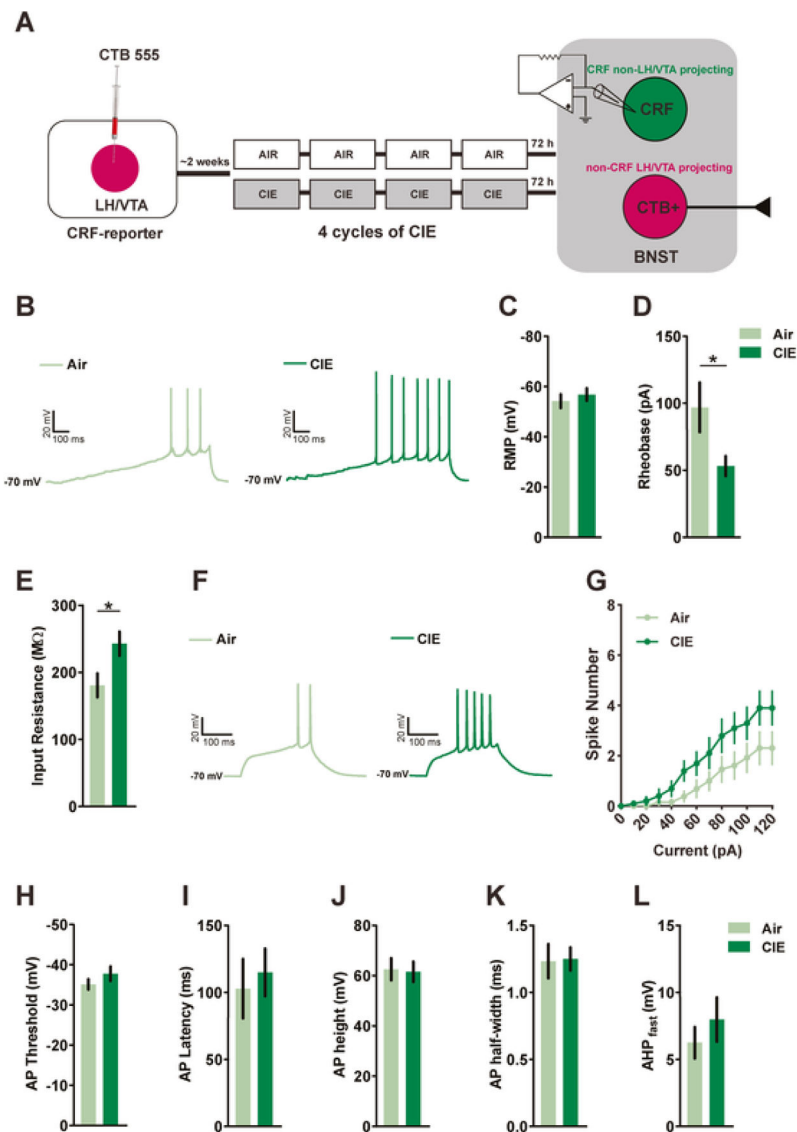 A
CTB 555
LH/VTA
CRF-reporter
~2 weeks
AIR AIR AIR AIR
72 h
CIE CIE CIE CIE
72 h
4 cycles of CIE
CRF non-LH/VTA projecting
CRF
non-CRF LH/VTA projecting
CTB+
BNST
B
Air
20 mV
100 ms
-70 mV
CIE
20 mV
100 ms
-70 mV
C
RMP (mV)
-80
-60
-40
-20
0
D
Rheobase (pA)
150
100
50
0
*
Air
CIE
E
Input Resistance (MΩ)
300
200
100
0
*
F
Air
20 mV
100 ms
-70 mV
CIE
20 mV
100 ms
-70 mV
G
Air
CIE
Spike Number
8
6
4
2
0
0 20 40 60 80 100 120
Current (pA)
H
AP Threshold (mV)
-50
-40
-30
-20
-10
0
I
AP Latency (ms)
150
100
50
0
J
AP height (mV)
80
60
40
20
0
K
AP half-width (ms)
1.5
1.0
0.5
0.0
L
AHP fast (mV)
15
10
5
0
Air
CIE